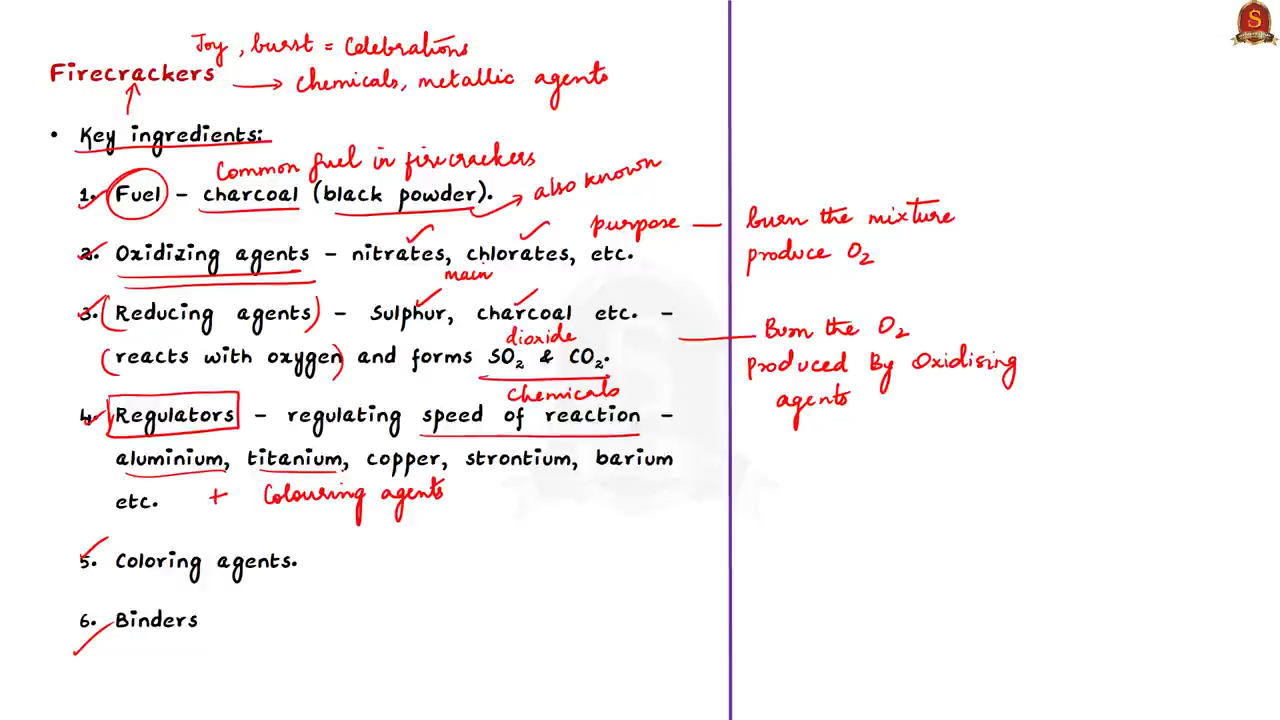 Joy, burst = Celebrations
Firecrackers → chemicals, metallic agents
• Key ingredients:
Common fuel in firecrackers
1. Fuel – charcoal (black powder). → also known
2. Oxidizing agents – nitrates, chlorates, etc.
purpose — burn the mixture
produce O₂
main
3. (Reducing agents) – Sulphur, charcoal etc. –
dioxide
(reacts with oxygen) and forms SO₂ & CO₂.
Burn the O₂
produced By Oxidising
agents
chemicals
4. Regulators – regulating speed of reaction –
aluminium, titanium, copper, strontium, barium
etc. + Colouring agents
5. Coloring agents.
6. Binders
S